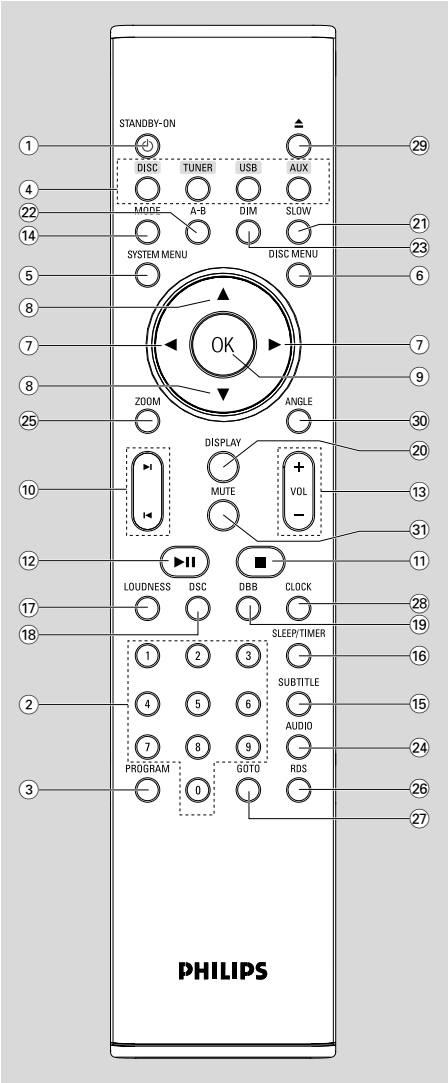 STANDBY-ON
1 29
DISC TUNER USB AUX
4
22 MODE A-B DIM SLOW 21
14 23
SYSTEM MENU DISC MENU
5 6
8
7 OK 7
8 9
ZOOM ANGLE
25 30
DISPLAY 20
10 + VOL − 13
MUTE
31
12 11
LOUDNESS DSC DBB CLOCK
17 28
18 19
SLEEP/TIMER
1 2 3 16
SUBTITLE
2 4 5 6 15
AUDIO
7 8 9 24
PROGRAM GOTO RDS
3 0 26
27
PHILIPS